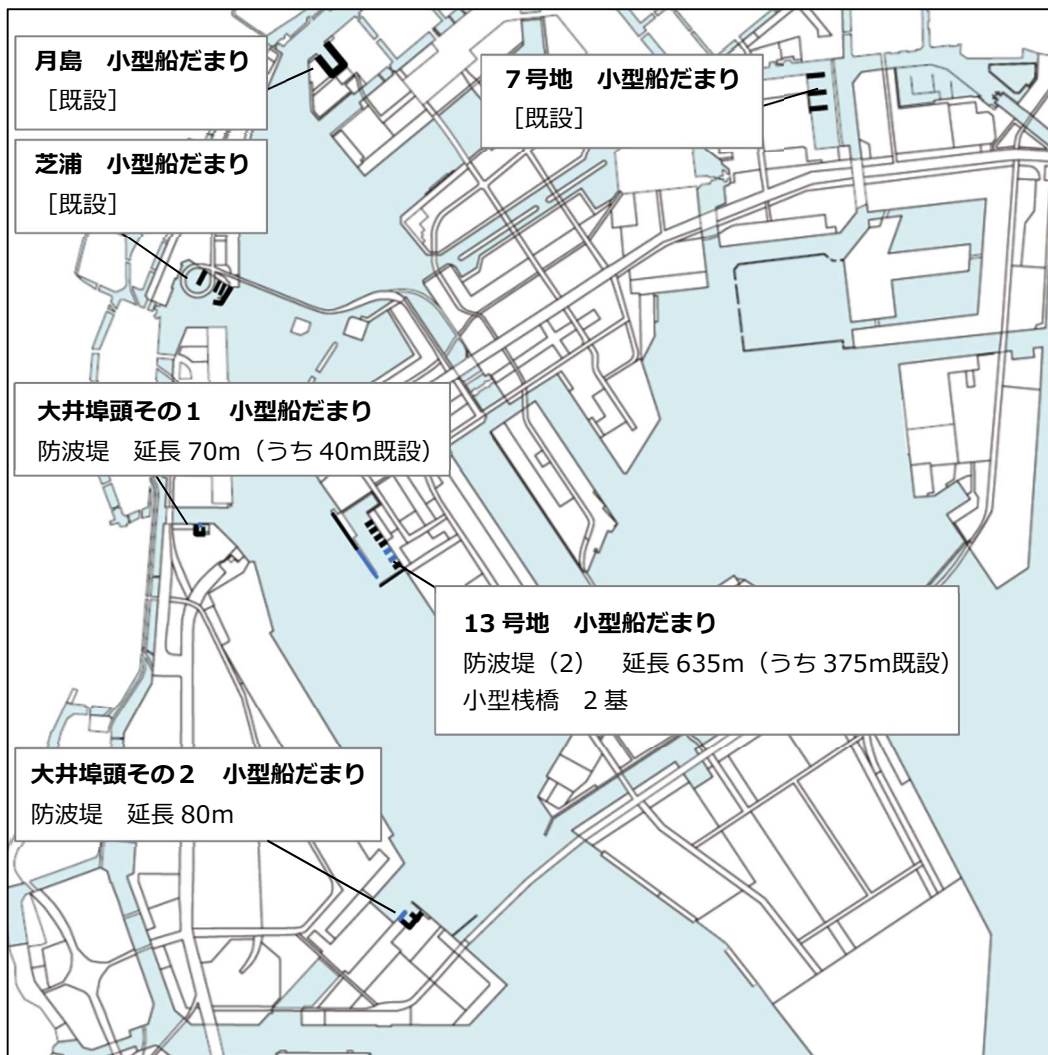 月島　小型船だまり
［既設］
７号地　小型船だまり
［既設］
芝浦　小型船だまり
［既設］
大井埠頭その１　小型船だまり
防波堤　延長 70m（うち 40m既設）
13 号地　小型船だまり
防波堤（2）　延長 635m（うち 375m既設）
小型桟橋　2 基
大井埠頭その２　小型船だまり
防波堤　延長 80m